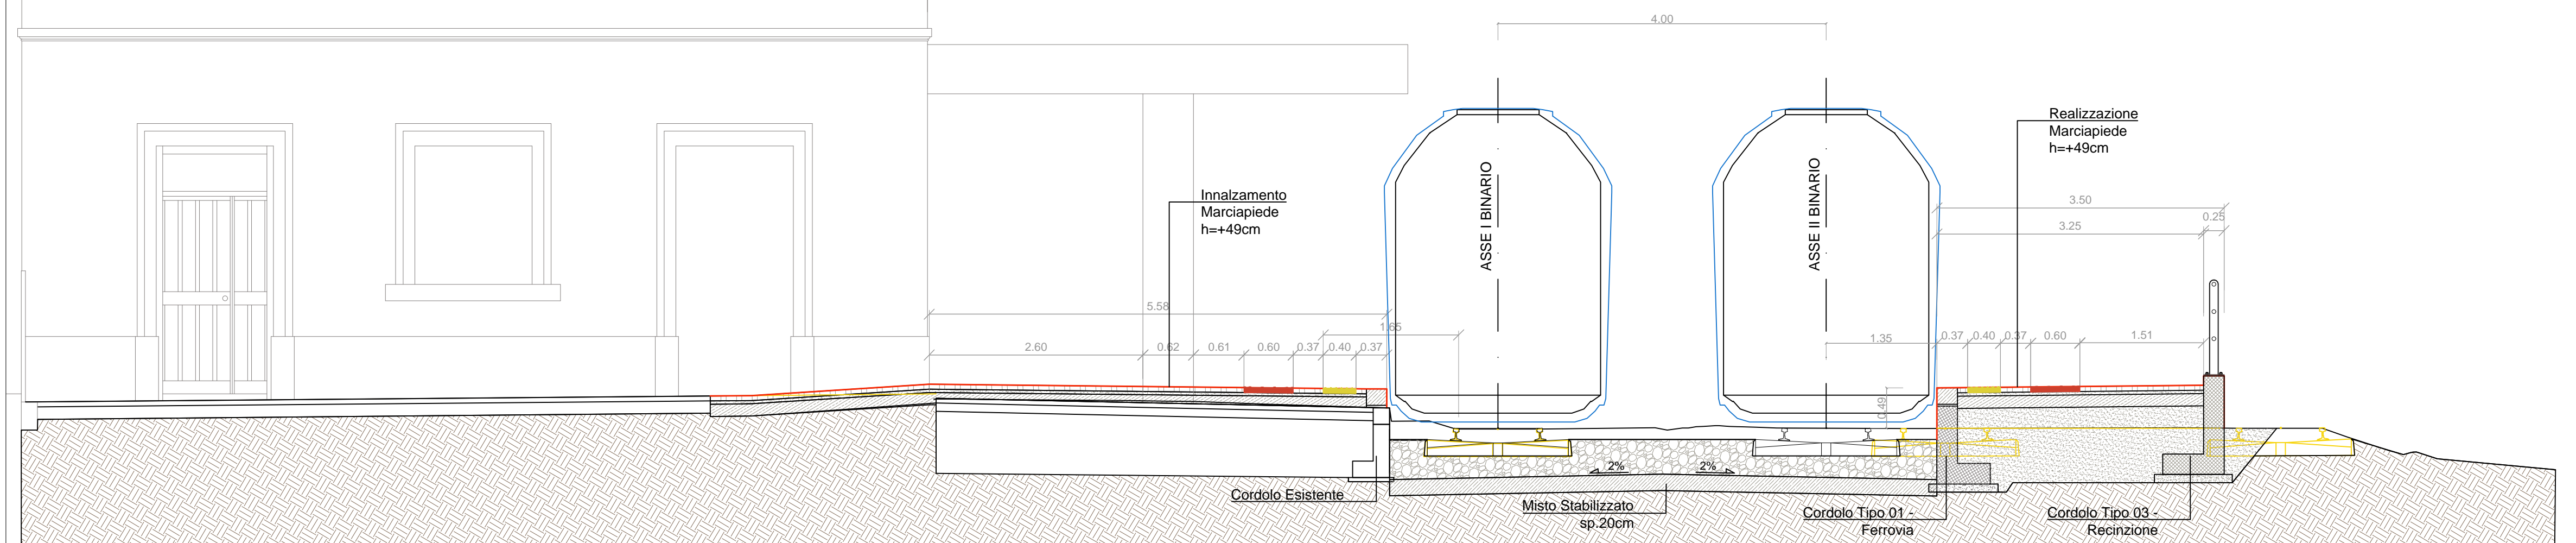 4.00
Realizzazione
Marciapiede
h=+49cm
ASSE I BINARIO
ASSE II BINARIO
Innalzamento
Marciapiede
h=+49cm
3.50
0.25
3.25
5.58
1.65
1.35
2.60
0.62
0.61
0.60
0.37
0.40
0.37
0.37
0.40
0.37
0.60
1.51
0.49
2%
2%
Cordolo Esistente
Misto Stabilizzato
sp.20cm
Cordolo Tipo 01 -
Ferrovia
Cordolo Tipo 03 -
Recinzione